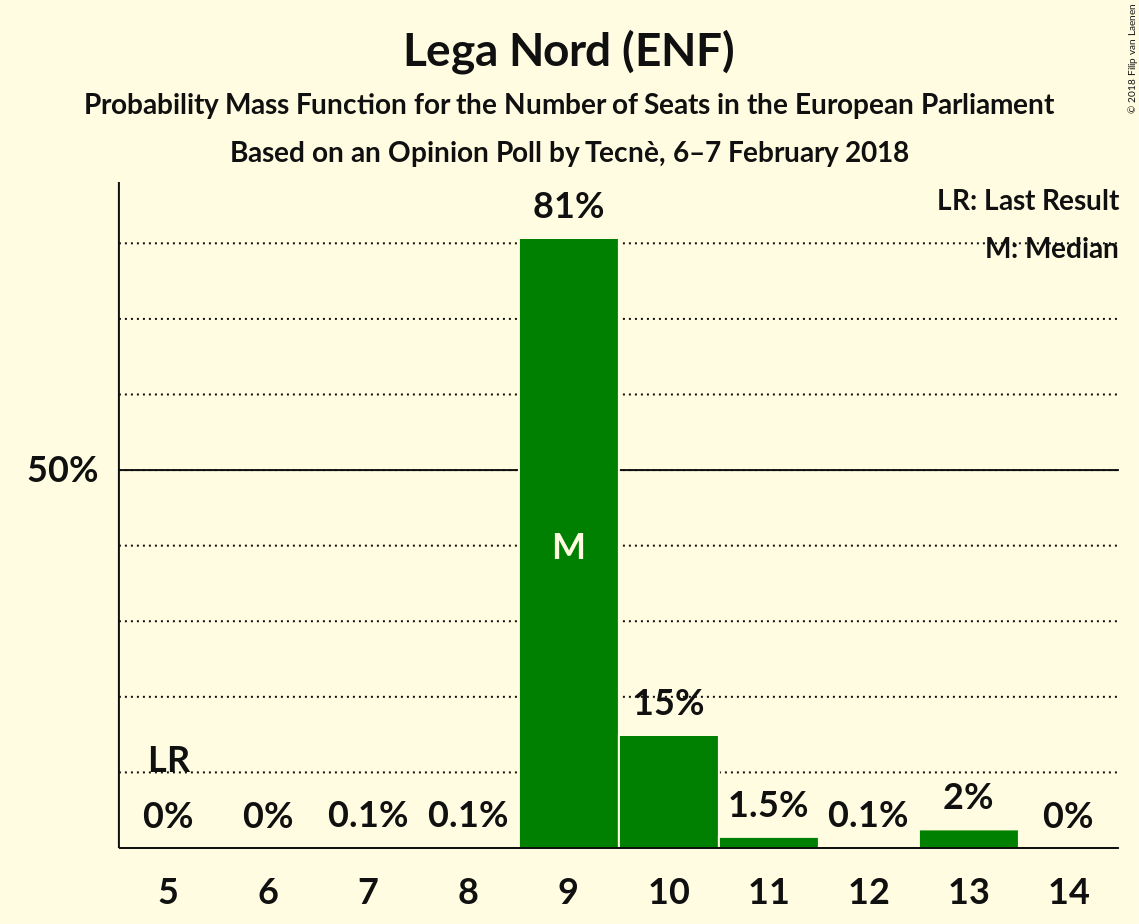 Lega Nord (ENF)
Probability Mass Function for the Number of Seats in the European Parliament
Based on an Opinion Poll by Tecnè, 6–7 February 2018
© 2018 Filip van Laenen
LR: Last Result
M: Median
81%
50%
M
15%
LR
0%
0%
0.1%
0.1%
1.5%
0.1%
2%
0%
5 6 7 8 9 10 11 12 13 14